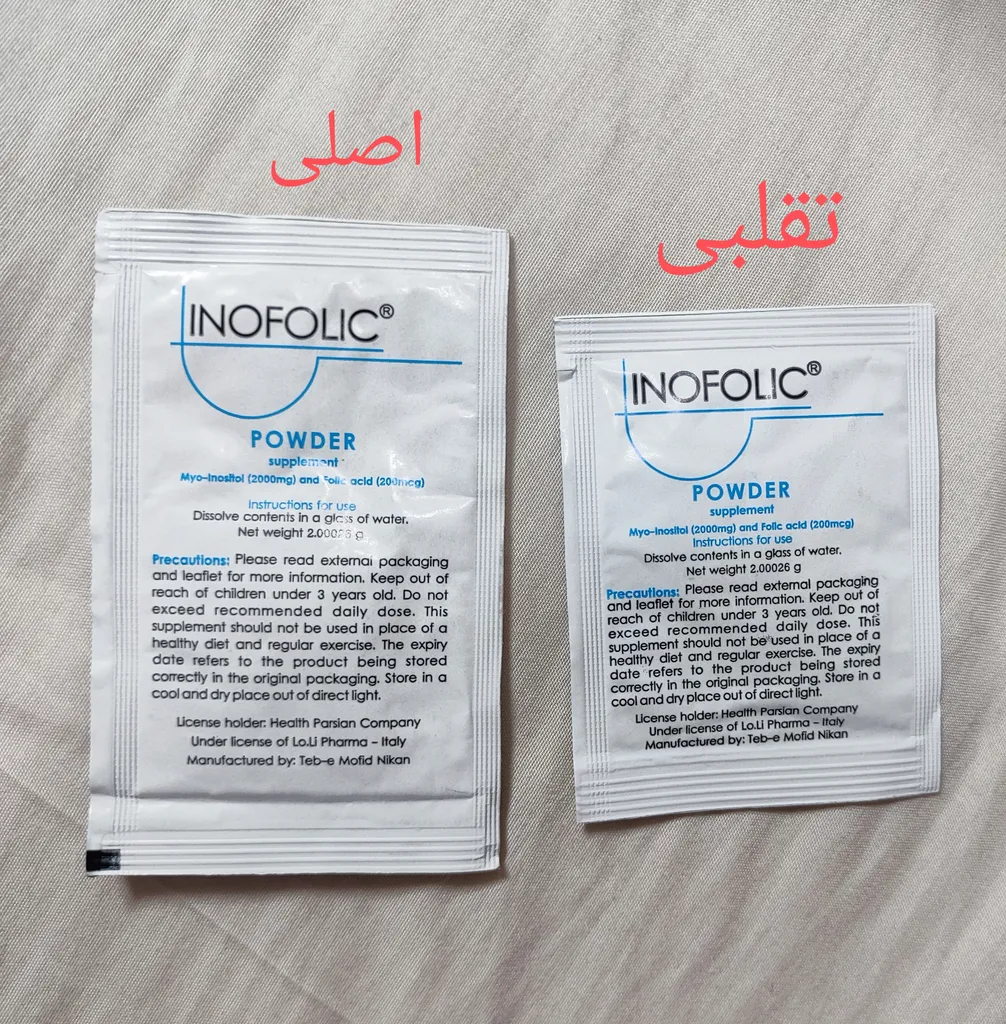 اصلی
تقلبی
INOFOLIC®
POWDER
supplement
Myo-Inositol (2000mg) and Folic acid (200mcg)
Instructions for use
Dissolve contents in a glass of water.
Net weight 2.00026 g
Precautions: Please read external packaging
and leaflet for more information. Keep out of
reach of children under 3 years old. Do not
exceed recommended daily dose. This
supplement should not be used in place of a
healthy diet and regular exercise. The expiry
date refers to the product being stored
correctly in the original packaging. Store in a
cool and dry place out of direct light.
License holder: Health Parsian Company
Under license of Lo.Li Pharma - Italy
Manufactured by: Teb-e Mofid Nikan
INOFOLIC®
POWDER
supplement
Myo-Inositol (2000mg) and Folic acid (200mcg)
Instructions for use
Dissolve contents in a glass of water.
Net weight 2.00026 g
Precautions: Please read external packaging
and leaflet for more information. Keep out of
reach of children under 3 years old. Do not
exceed recommended daily dose. This
supplement should not be used in place of a
healthy diet and regular exercise. The expiry
date refers to the product being stored
correctly in the original packaging. Store in a
cool and dry place out of direct light.
License holder: Health Parsian Company
Under license of Lo.Li Pharma - Italy
Manufactured by: Teb-e Mofid Nikan